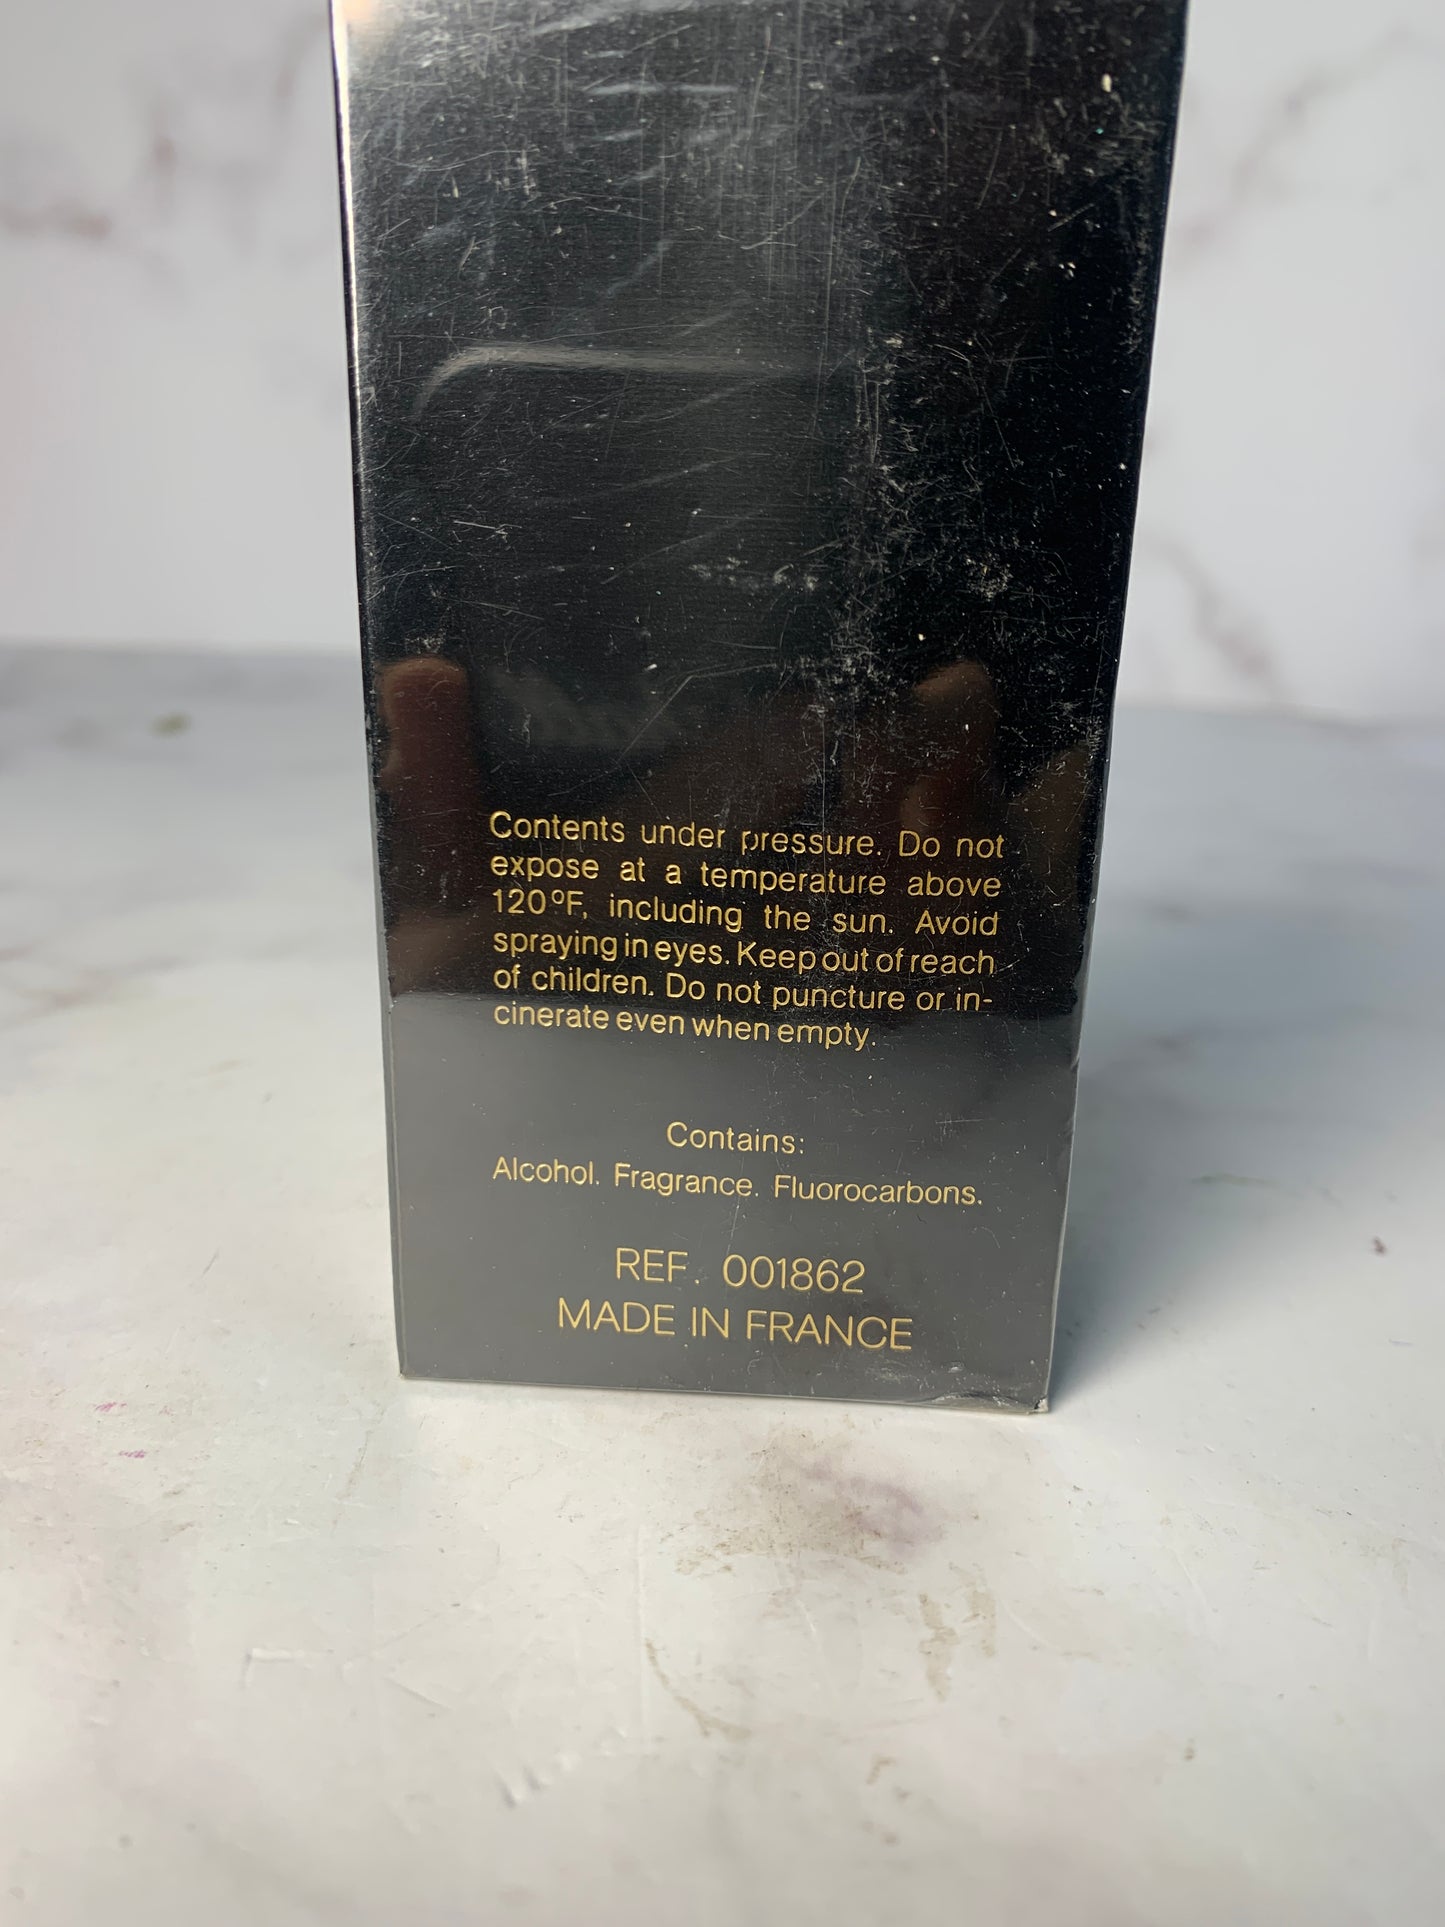 Contents under pressure. Do not
expose at a temperature above
120°F, including the sun. Avoid
spraying in eyes. Keep out of reach
of children. Do not puncture or in-
cinerate even when empty.
Contains:
Alcohol. Fragrance. Fluorocarbons.
REF. 001862
MADE IN FRANCE